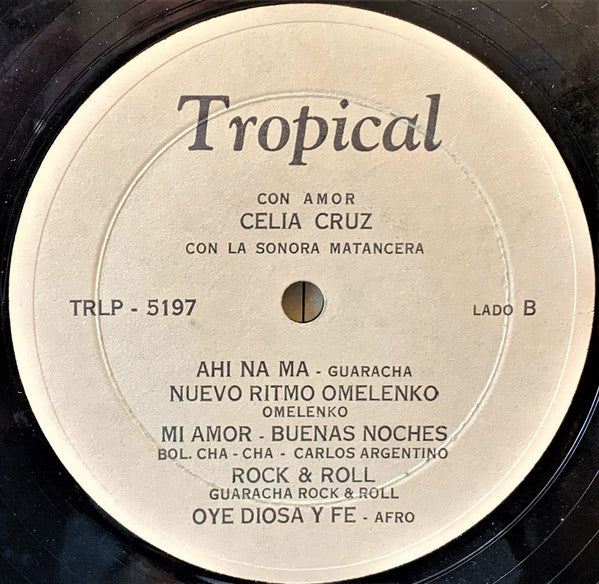 Tropical
CON AMOR
CELIA CRUZ
CON LA SONORA MATANCERA
TRLP - 5197
LADO B
AHI NA MA - GUARACHA
NUEVO RITMO OMELENKO
OMELENKO
MI AMOR - BUENAS NOCHES
BOL. CHA - CHA - CARLOS ARGENTINO
ROCK & ROLL
GUARACHA ROCK & ROLL
OYE DIOSA Y FE - AFRO